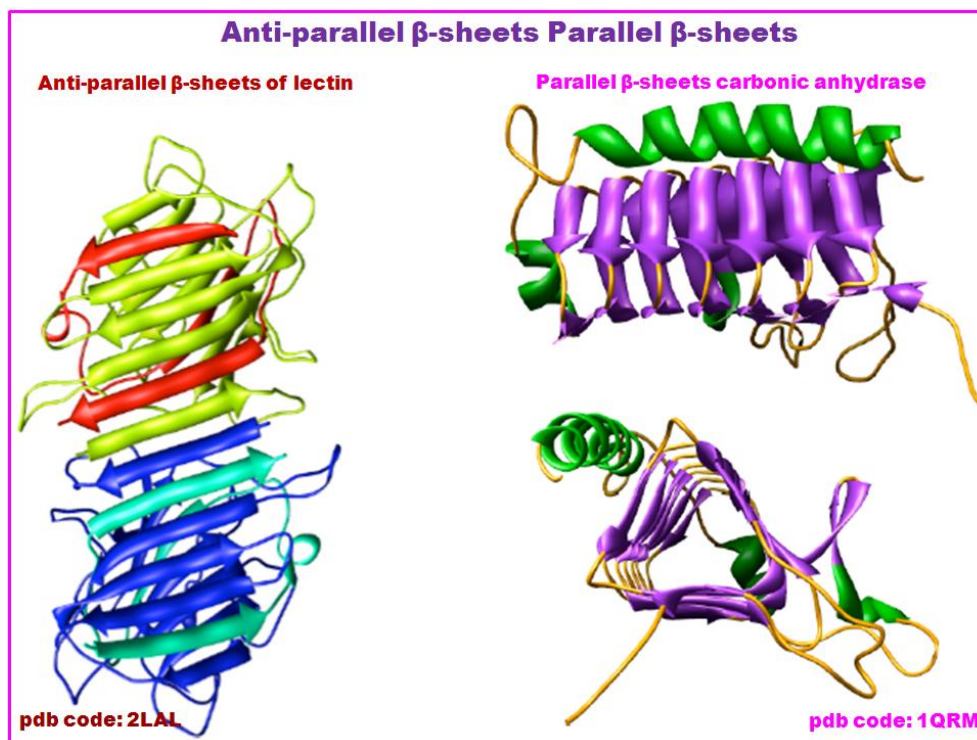 Anti-parallel β-sheets Parallel β-sheets
Anti-parallel β-sheets of lectin
Parallel β-sheets carbonic anhydrase
pdb code: 2LAL
pdb code: 1QRM